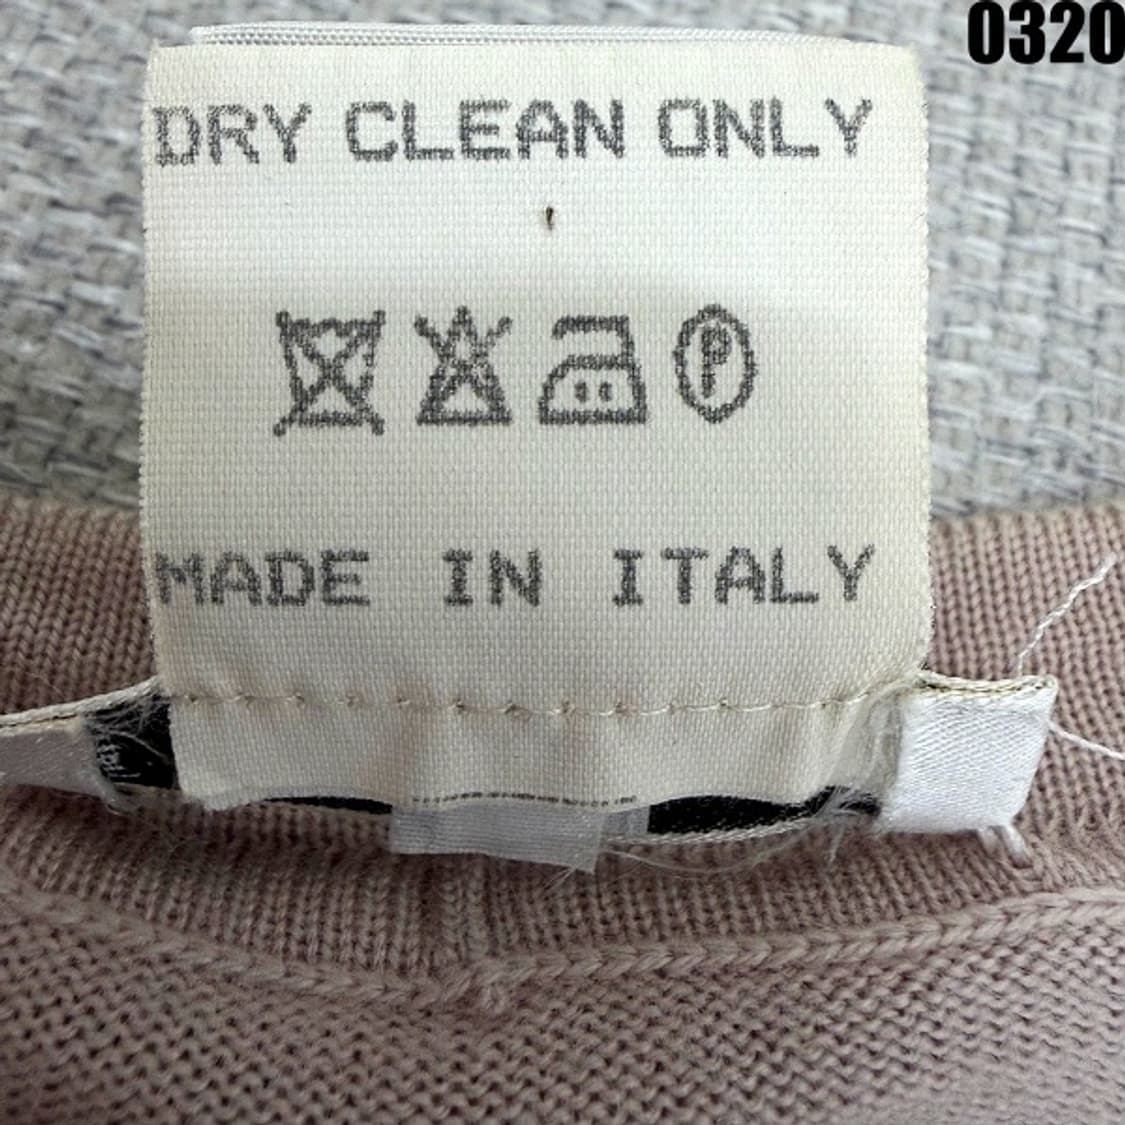 0320
DRY CLEAN ONLY
P
MADE IN ITALY